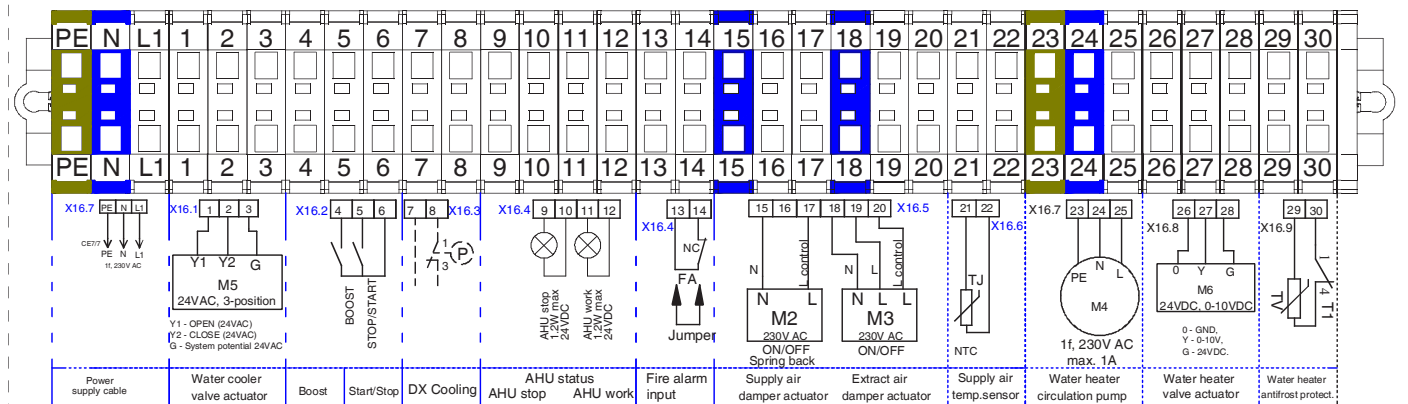 PE N L1 1 2 3 4 5 6 7 8 9 10 11 12 13 14 15 16 17 18 19 20 21 22 23 24 25 26 27 28 29 30
PE N L1 1 2 3 4 5 6 7 8 9 10 11 12 13 14 15 16 17 18 19 20 21 22 23 24 25 26 27 28 29 30
X16.7
PE N L1
CE7/7
PE N L1
1f, 230V AC
Power
supply cable
X16.1
1 2 3
Y1 Y2 G
M5
24VAC, 3-position
Y1 - OPEN (24VAC)
Y2 - CLOSE (24VAC)
G - System potential 24VAC
Water cooler
valve actuator
X16.2
4 5 6
BOOST
STOP/START
Boost
Start/Stop
7 8
X16.3
1
3
P
DX Cooling
X16.4
9 10 11 12
AHU stop
1,2W max
24VDC
AHU work
1,2W max
24VDC
AHU status
AHU stop AHU work
13 14
X16.4
NC
FA
Jumper
Fire alarm
input
15 16 17 18 19 20
X16.5
N
L control
N L
M2
230V AC
ON/OFF
Spring back
Supply air
damper actuator
N
L
L control
N L L
M3
230V AC
ON/OFF
Extract air
damper actuator
21 22
X16.6
TJ
NTC
Supply air
temp.sensor
X16.7
23 24 25
PE N L
M4
1f, 230V AC
max. 1A
Water heater
circulation pump
26 27 28
X16.8
0 Y G
M6
24VDC, 0-10VDC
0 - GND,
Y - 0-10V,
G - 24VDC.
Water heater
valve actuator
29 30
X16.9
TV
1
4
T1
Water heater
antifrost protect.